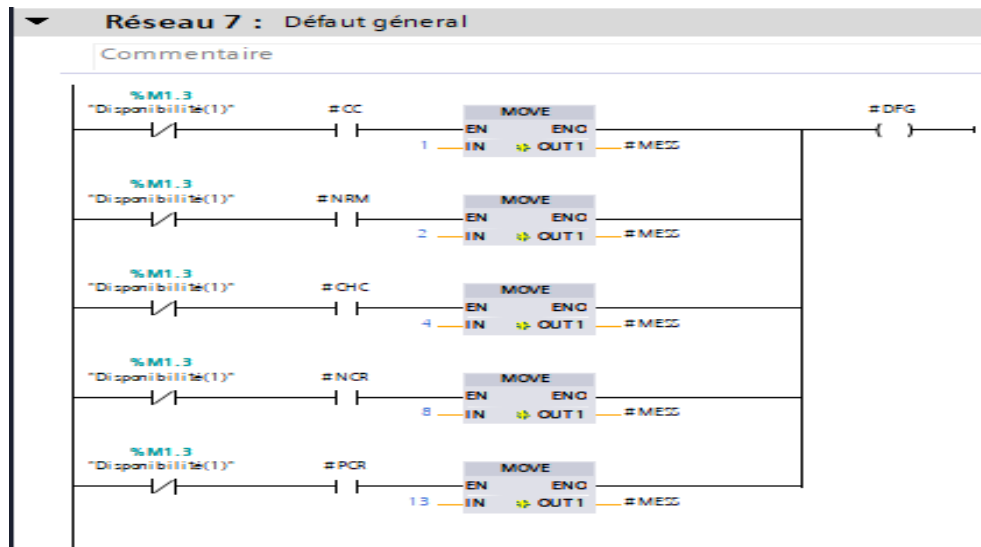 Réseau 7 : Défaut géneral
Commentaire
%M1.3
"Disponibilité(1)" #CC MOVE #DFG
EN ENO
1 IN OUT1 #MESS
%M1.3
"Disponibilité(1)" #NRM MOVE
EN ENO
2 IN OUT1 #MESS
%M1.3
"Disponibilité(1)" #CHC MOVE
EN ENO
4 IN OUT1 #MESS
%M1.3
"Disponibilité(1)" #NCR MOVE
EN ENO
8 IN OUT1 #MESS
%M1.3
"Disponibilité(1)" #PCR MOVE
EN ENO
13 IN OUT1 #MESS